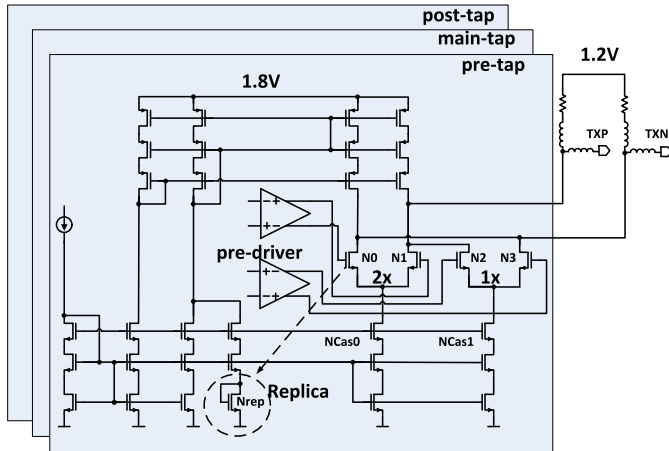 post-tap
main-tap
pre-tap
1.8V
1.2V
TXP
TXN
pre-driver
N0
N1
N2
N3
2x
1x
NCas0
NCas1
Replica
Nrep